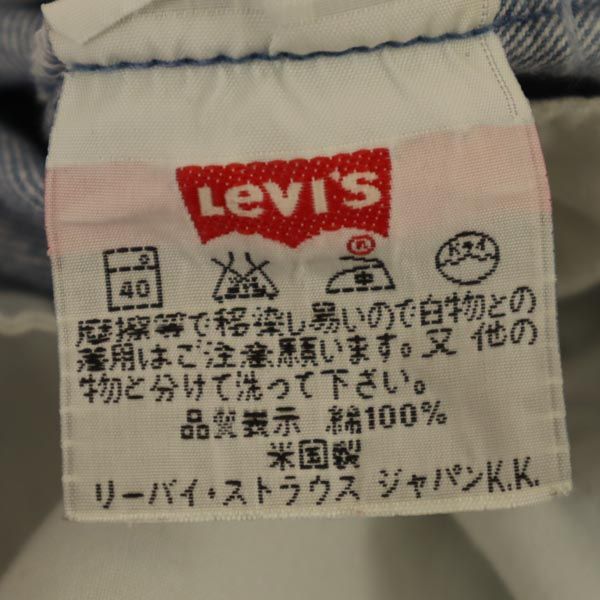 Levi's
R
40 中 ドライ
摩擦等で移染し易いので白物との
着用はご注意願います。又 他の
物と分けて洗って下さい。
品質表示 綿100%
米国製
リーバイ・ストラウス ジャパンK.K.